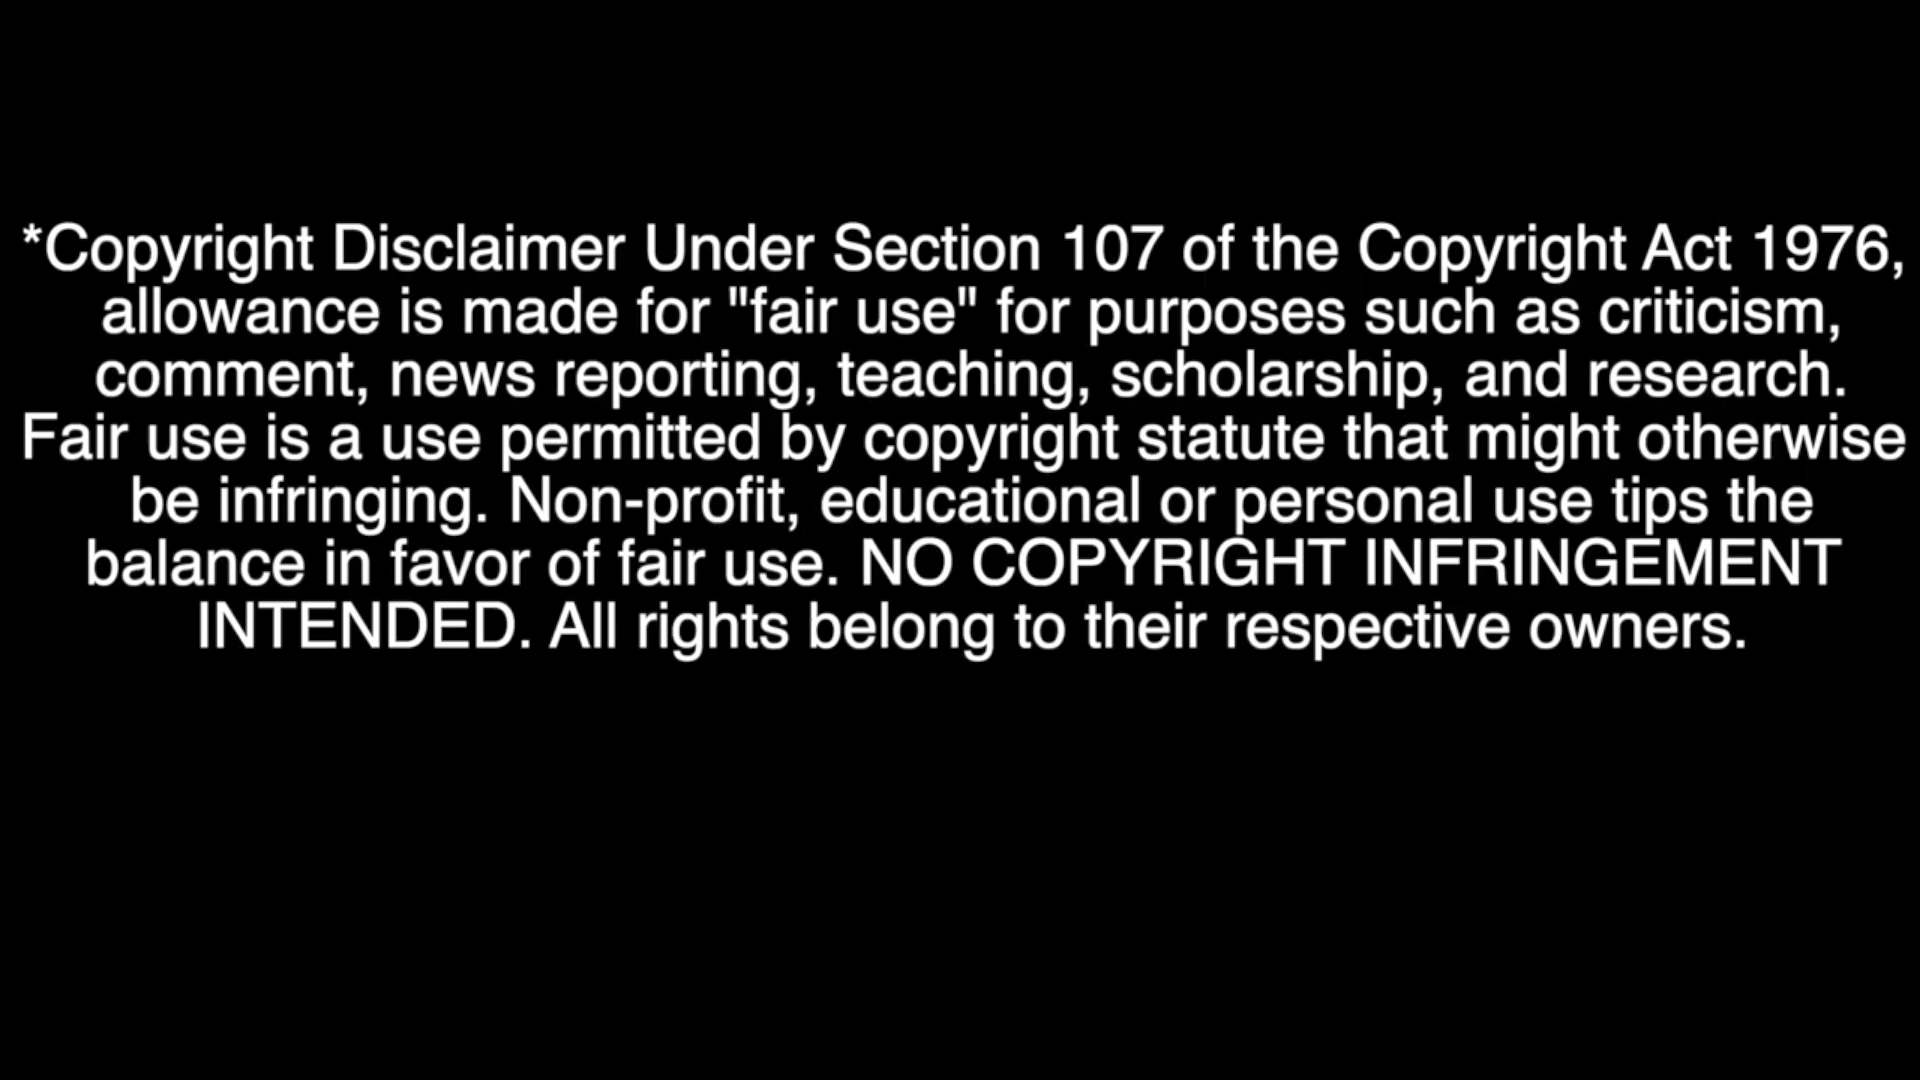 *Copyright Disclaimer Under Section 107 of the Copyright Act 1976,
allowance is made for "fair use" for purposes such as criticism,
comment, news reporting, teaching, scholarship, and research.
Fair use is a use permitted by copyright statute that might otherwise
be infringing. Non-profit, educational or personal use tips the
balance in favor of fair use. NO COPYRIGHT INFRINGEMENT
INTENDED. All rights belong to their respective owners.